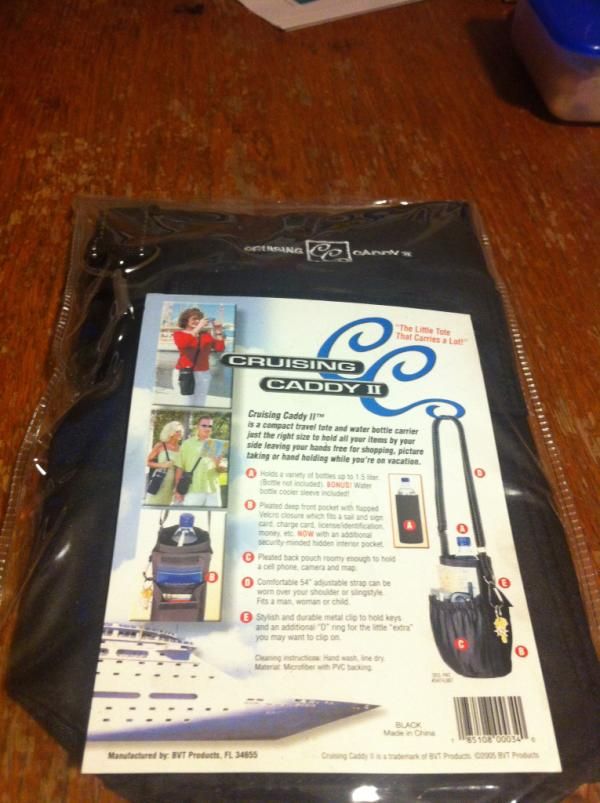 CRUISING CC CADDY II
"The Little Tote
That Carries a Lot!"
CRUISING
CADDY II
Cruising Caddy II™
is a compact travel tote and water bottle carrier
just the right size to hold all your items by your
side leaving your hands free for shopping, picture
taking or hand holding while you're on vacation.
A Holds a variety of bottles up to 1.5 liter.
(Bottle not included). BONUS! Water
bottle cooler sleeve included!
B Pleated deep front pocket with flapped
Velcro closure which fits a sail and sign
card, charge card, license/identification,
money, etc. NOW with an additional
security-minded hidden interior pocket.
C Pleated back pouch roomy enough to hold
a cell phone, camera and map.
D Comfortable 54" adjustable strap can be
worn over your shoulder or slingstyle.
Fits a man, woman or child.
E Stylish and durable metal clip to hold keys
and an additional "D" ring for the little "extra"
you may want to clip on.
Cleaning instructions: Hand wash, line dry.
Material: Microfiber with PVC backing.
A
B
D
A
E
C
B
BLACK
Made in China
7 85108 00034 6
Manufactured by: BVT Products, FL 34655
Cruising Caddy II is a trademark of BVT Products. ©2005 BVT Products